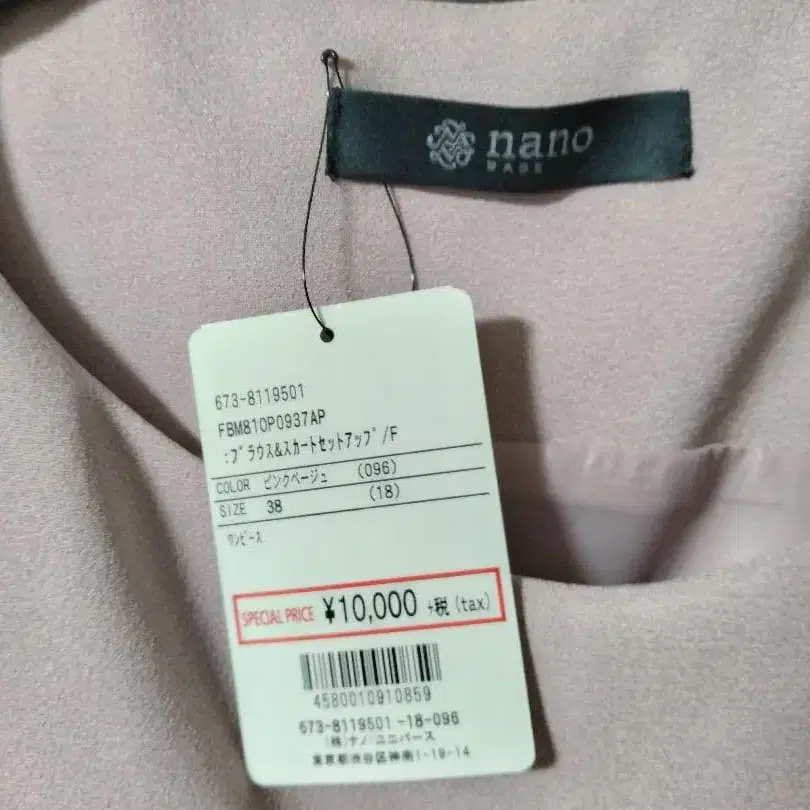 nano
BASE
673-8119501
FBM810P0937AP
:ﾌﾞﾗｳｽ&ｽｶｰﾄｾｯﾄｱｯﾌﾟ/F
COLOR ﾋﾟﾝｸﾍﾞｰｼﾞｭ (096)
SIZE 38 (18)
ﾜﾝﾋﾟｰｽ
SPECIAL PRICE ¥10,000 +税(tax)
4580010910859
673-8119501-18-096
(株)ナノ・ユニバース
東京都渋谷区神南1-19-14